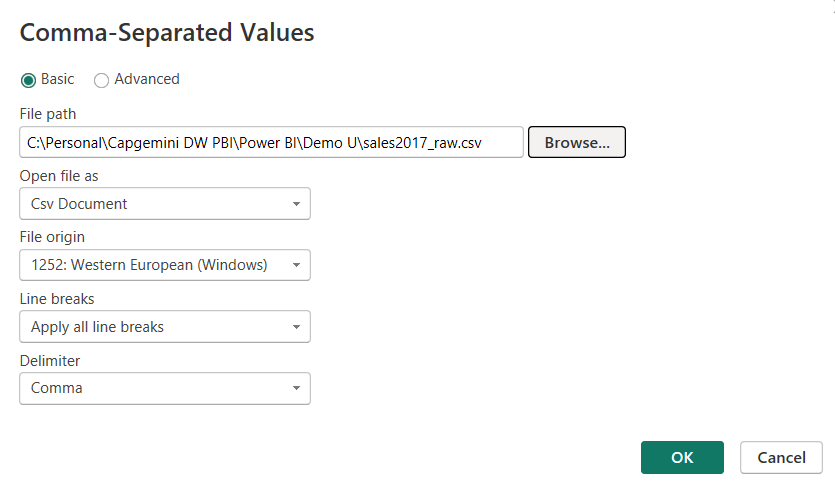 Comma-Separated Values
Basic Advanced
File path
C:\Personal\Capgemini DW PBI\Power BI\Demo U\sales2017_raw.csv Browse...
Open file as
Csv Document
File origin
1252: Western European (Windows)
Line breaks
Apply all line breaks
Delimiter
Comma
OK Cancel